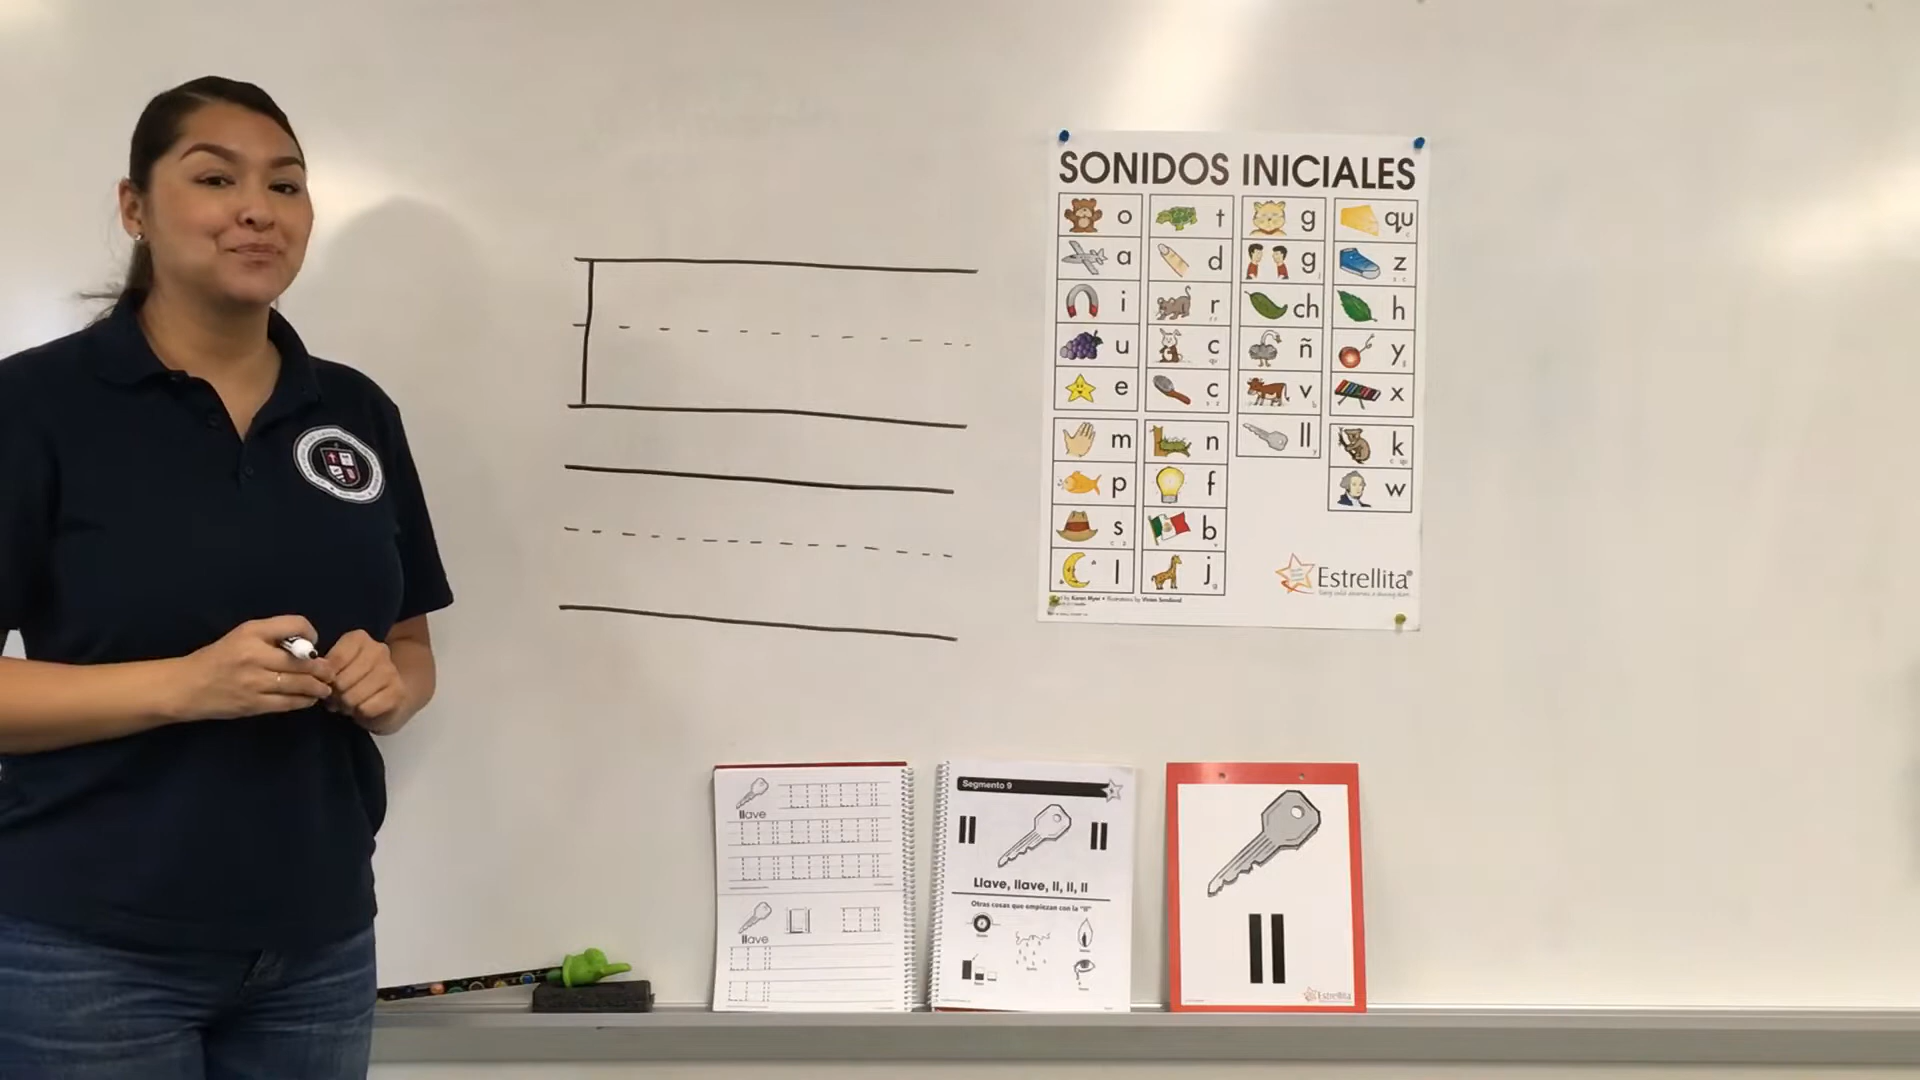 SONIDOS INICIALES
o t g qu
a d g z
i r ch h
u c ñ y
e c v x
m n ll k
p f w
s b
l j
Estrellita®
llave
llave
Segmento 9
ll ll
Llave, llave, ll, ll, ll
Otras cosas que empiezan con la "ll"
ll
Estrellita